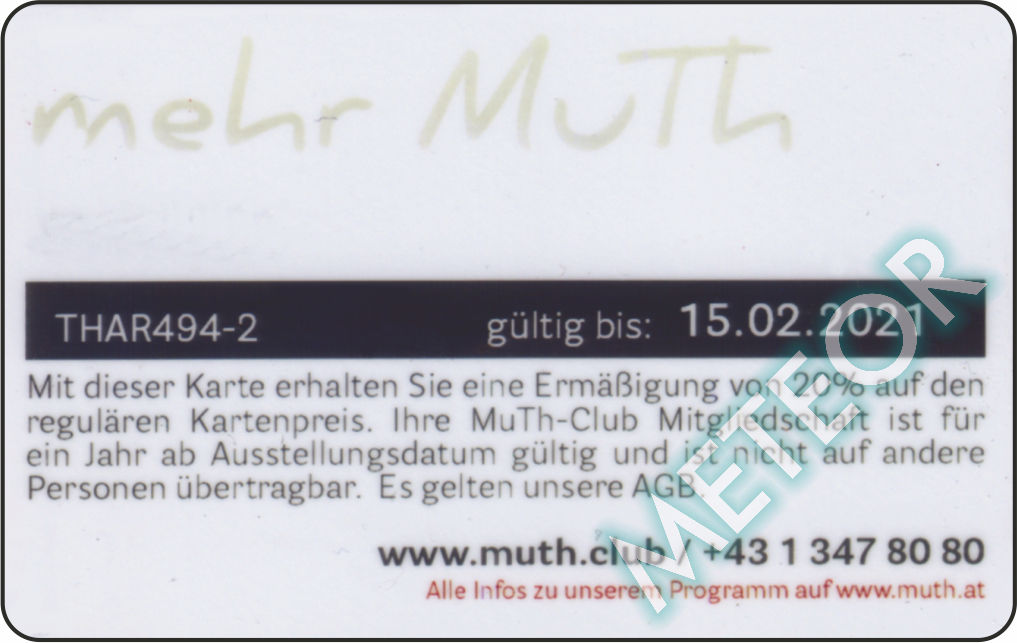 mehr MuTh
THAR494-2 gültig bis: 15.02.2021
Mit dieser Karte erhalten Sie eine Ermäßigung von 20% auf den
regulären Kartenpreis. Ihre MuTh-Club Mitgliedschaft ist für
ein Jahr ab Ausstellungsdatum gültig und ist nicht auf andere
Personen übertragbar. Es gelten unsere AGB.
www.muth.club / +43 1 347 80 80
Alle Infos zu unserem Programm auf www.muth.at
METEOR